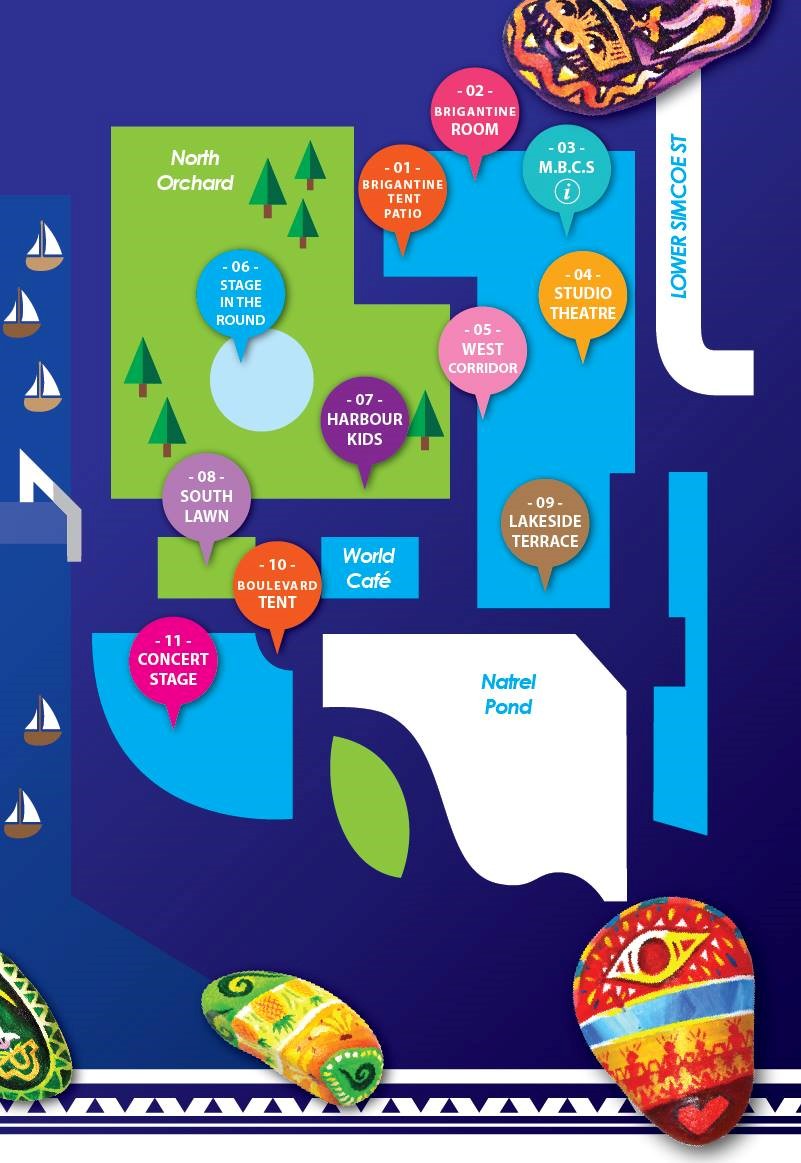 - 02 -
BRIGANTINE
ROOM
North
Orchard
- 01 -
BRIGANTINE
TENT
PATIO
- 03 -
M.B.C.S
i
LOWER SIMCOE ST
- 06 -
STAGE
IN THE
ROUND
- 04 -
STUDIO
THEATRE
- 05 -
WEST
CORRIDOR
- 07 -
HARBOUR
KIDS
- 08 -
SOUTH
LAWN
- 09 -
LAKESIDE
TERRACE
- 10 -
BOULEVARD
TENT
World
Café
- 11 -
CONCERT
STAGE
Natrel
Pond